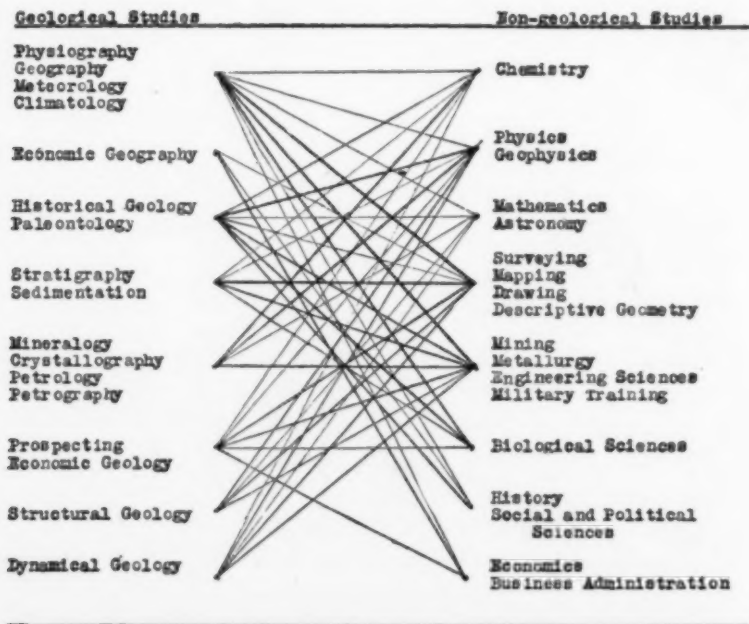 Geological Studies
Non-geological Studies
Physiography
Geography
Meteorology
Climatology
Economic Geography
Historical Geology
Paleontology
Stratigraphy
Sedimentation
Mineralogy
Crystallography
Petrology
Petrography
Prospecting
Economic Geology
Structural Geology
Dynamical Geology
Chemistry
Physics
Geophysics
Mathematics
Astronomy
Surveying
Mapping
Drawing
Descriptive Geometry
Mining
Metallurgy
Engineering Sciences
Military Training
Biological Sciences
History
Social and Political
Sciences
Economics
Business Administration